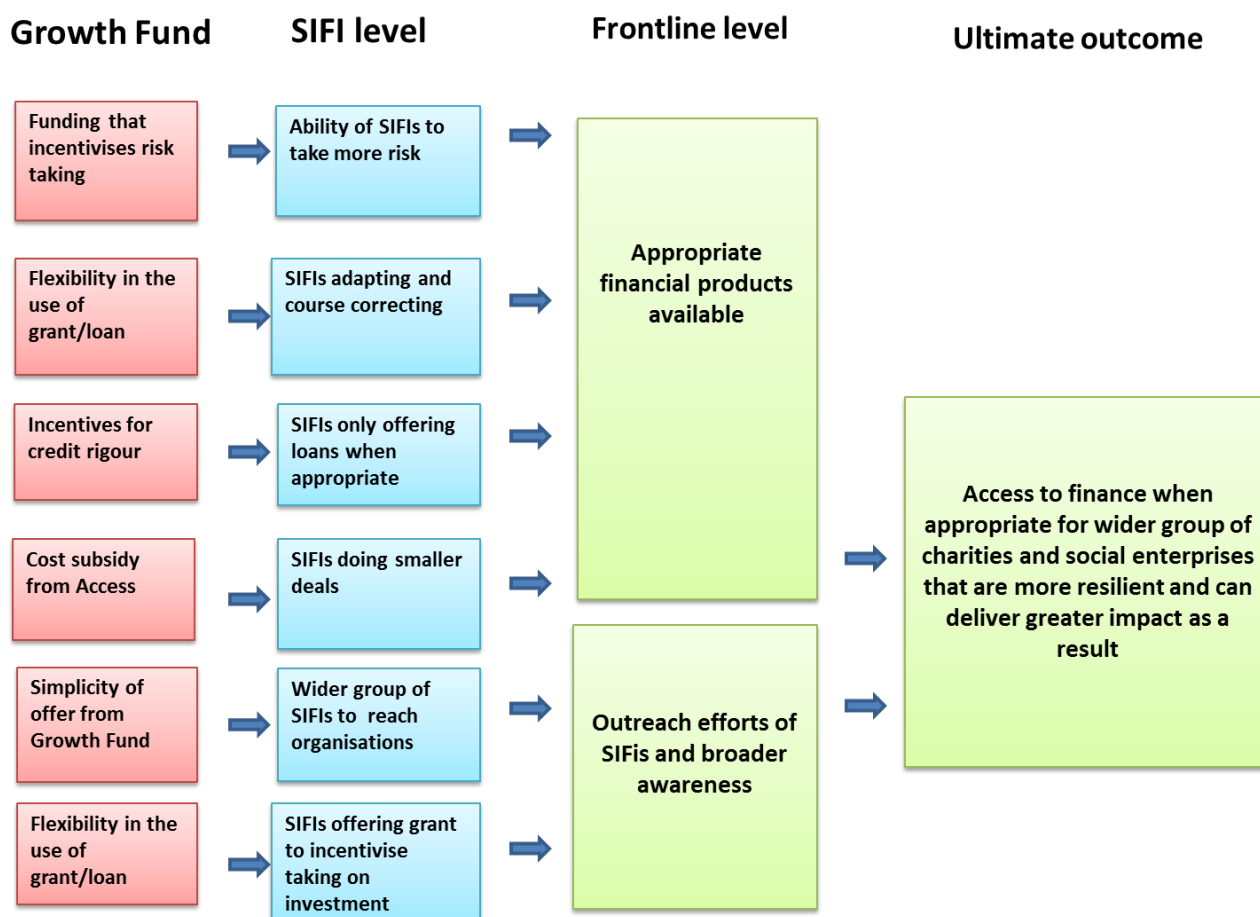 Growth Fund
SIFI level
Frontline level
Ultimate outcome
Funding that
incentivises risk
taking
Ability of SIFIs to
take more risk
Flexibility in the
use of
grant/loan
SIFIs adapting and
course correcting
Incentives for
credit rigour
SIFIs only offering
loans when
appropriate
Cost subsidy
from Access
SIFIs doing smaller
deals
Simplicity of
offer from
Growth Fund
Wider group of
SIFIs to reach
organisations
Flexibility in the
use of
grant/loan
SIFIs offering grant
to incentivise
taking on
investment
Appropriate
financial products
available
Outreach efforts of
SIFis and broader
awareness
Access to finance when
appropriate for wider group of
charities and social enterprises
that are more resilient and can
deliver greater impact as a
result